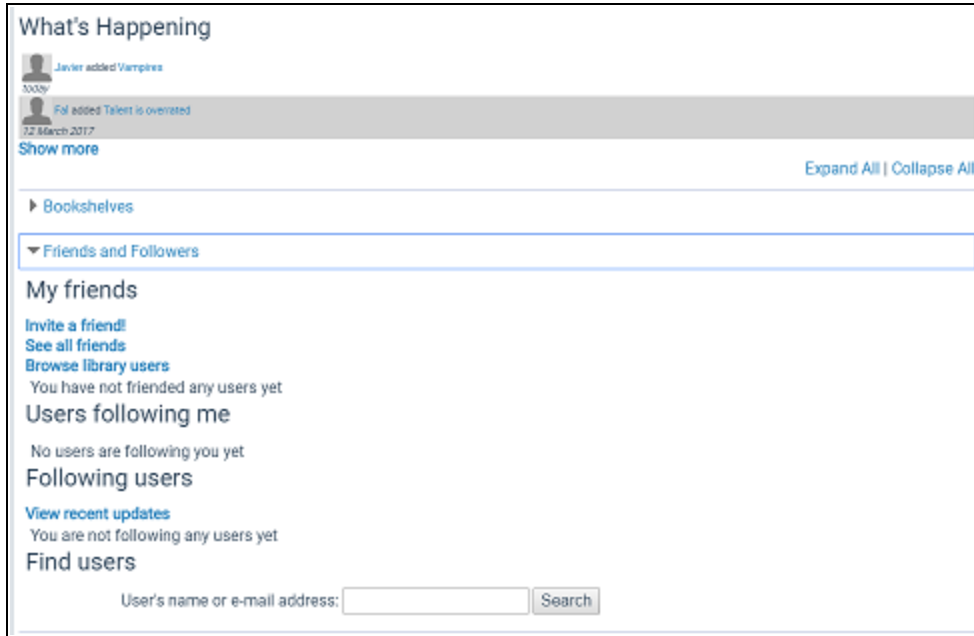 What's Happening
Javier added Vampires
today
Fal added Talent is overrated
12 March 2017
Show more
Expand All | Collapse All
Bookshelves
Friends and Followers
My friends
Invite a friend!
See all friends
Browse library users
You have not friended any users yet
Users following me
No users are following you yet
Following users
View recent updates
You are not following any users yet
Find users
User's name or e-mail address: Search